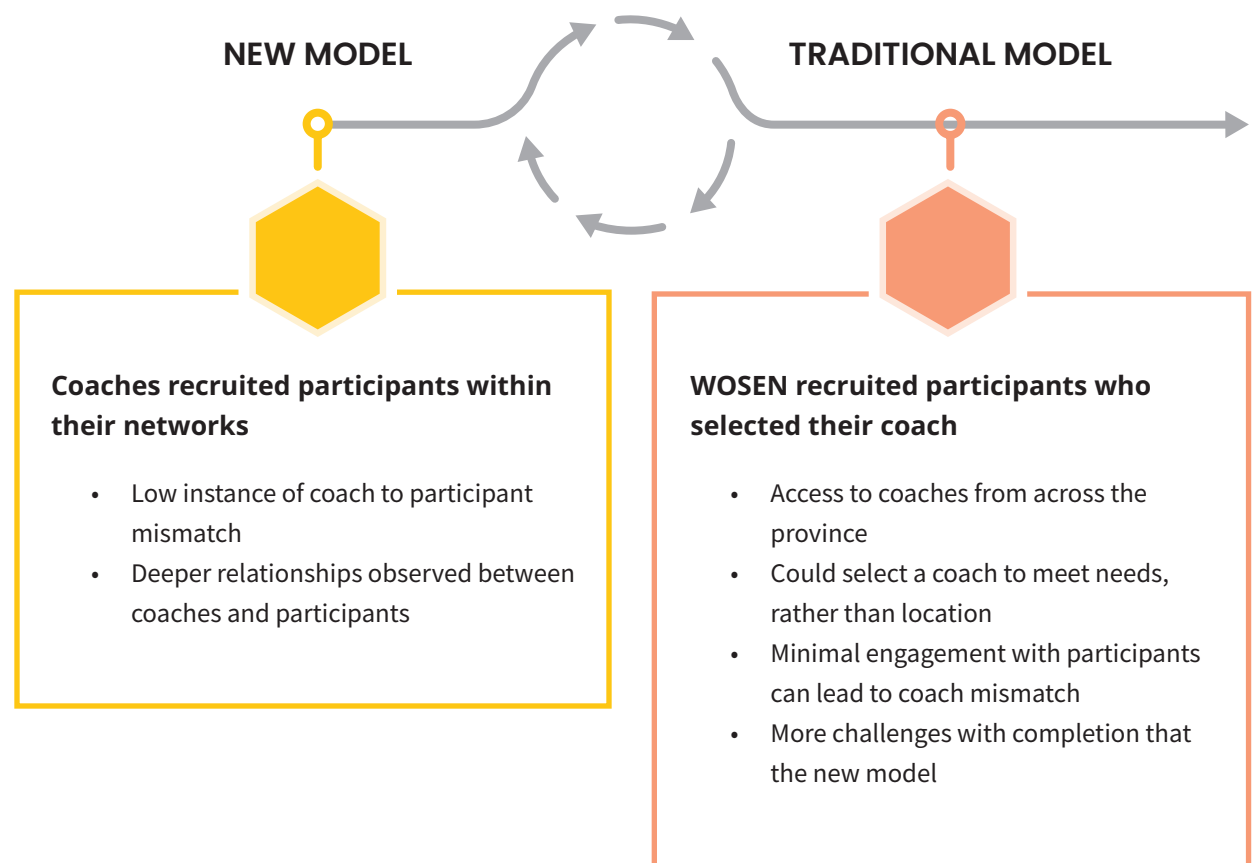 NEW MODEL
TRADITIONAL MODEL
Coaches recruited participants within
their networks
• Low instance of coach to participant
mismatch
• Deeper relationships observed between
coaches and participants
WOSEN recruited participants who
selected their coach
• Access to coaches from across the
province
• Could select a coach to meet needs,
rather than location
• Minimal engagement with participants
can lead to coach mismatch
• More challenges with completion that
the new model